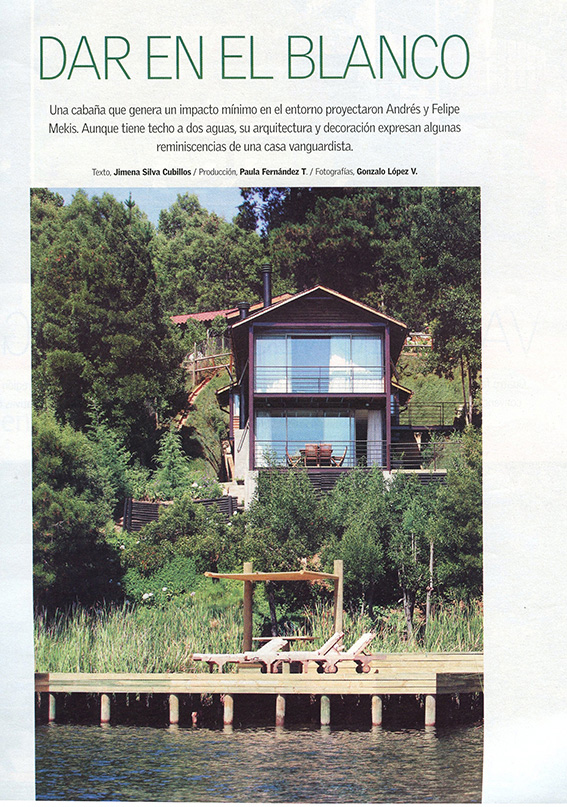 DAR EN EL BLANCO
Una cabaña que genera un impacto mínimo en el entorno proyectaron Andrés y Felipe
Mekis. Aunque tiene techo a dos aguas, su arquitectura y decoración expresan algunas
reminiscencias de una casa vanguardista.
Texto, Jimena Silva Cubillos / Producción, Paula Fernández T. / Fotografías, Gonzalo López V.